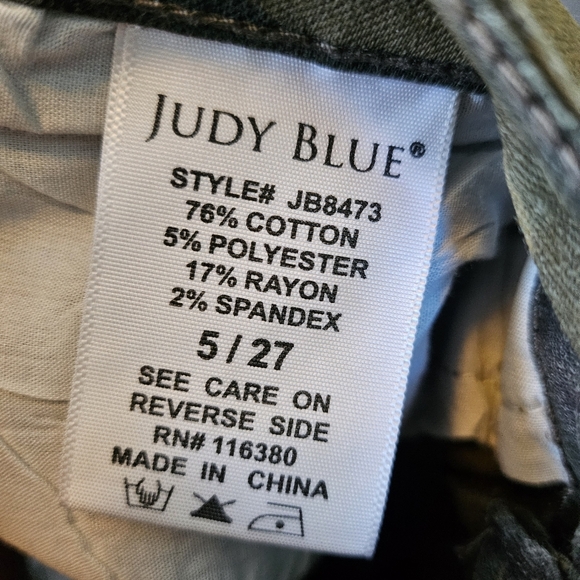 JUDY BLUE®
STYLE# JB8473
76% COTTON
5% POLYESTER
17% RAYON
2% SPANDEX
5 / 27
SEE CARE ON
REVERSE SIDE
RN# 116380
MADE IN CHINA